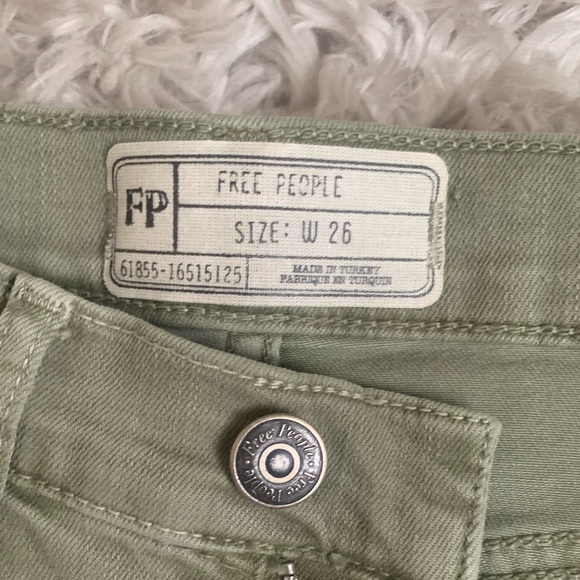 FP
FREE PEOPLE
SIZE: W 26
61855-16515125
MADE IN TURKEY
FABRIQUE EN TURQUIE
Free People · Free People ·